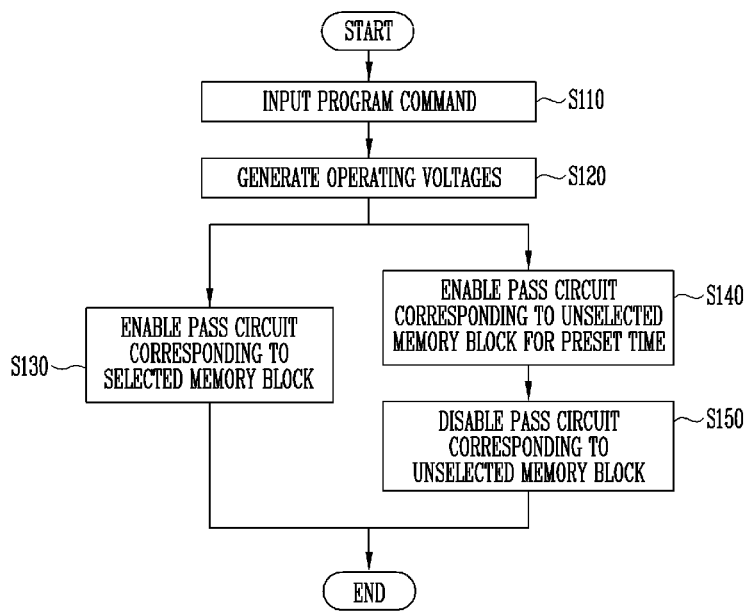 START
INPUT PROGRAM COMMAND
S110
GENERATE OPERATING VOLTAGES
S120
S130
ENABLE PASS CIRCUIT
CORRESPONDING TO
SELECTED MEMORY BLOCK
ENABLE PASS CIRCUIT
CORRESPONDING TO UNSELECTED
MEMORY BLOCK FOR PRESET TIME
S140
DISABLE PASS CIRCUIT
CORRESPONDING TO
UNSELECTED MEMORY BLOCK
S150
END